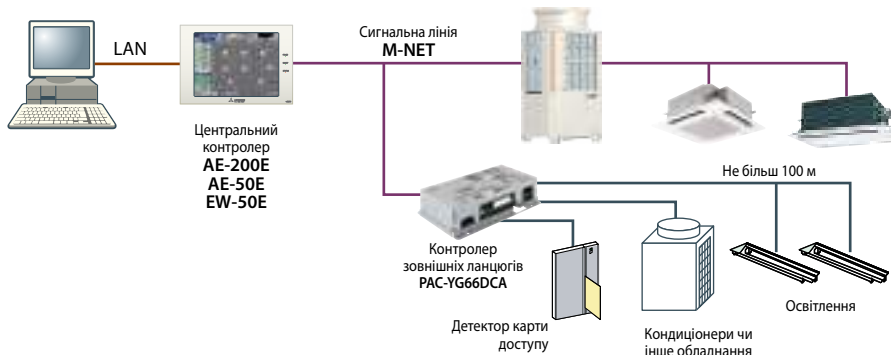 LAN
Сигнальна лінія
M-NET
Центральний
контролер
AE-200E
AE-50E
EW-50E
Не більш 100 м
Контролер
зовнішніх ланцюгів
PAC-YG66DCA
Детектор карти
доступу
Кондиціонери чи
інше обладнання
Освітлення